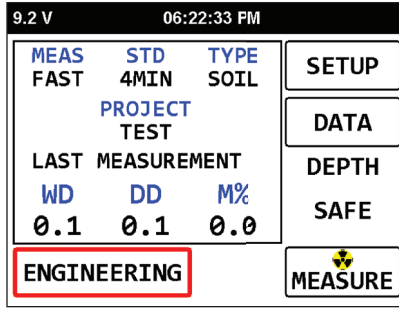 9.2 V 06:22:33 PM
MEAS STD TYPE
FAST 4MIN SOIL
PROJECT
TEST
LAST MEASUREMENT
WD DD M%
0.1 0.1 0.0
ENGINEERING
SETUP
DATA
DEPTH
SAFE
MEASURE